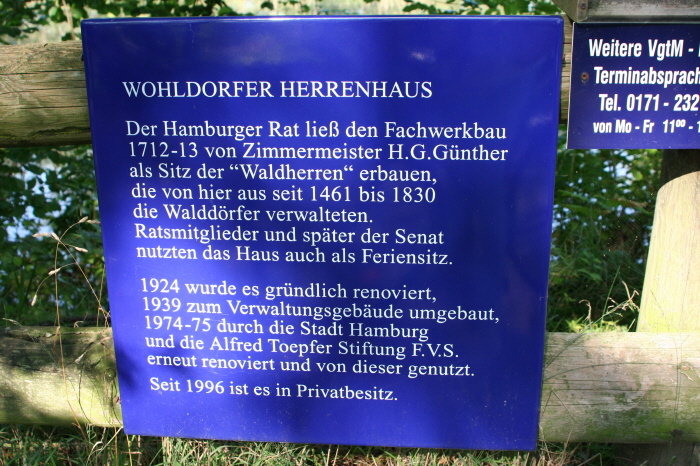 WOHLDORFER HERRENHAUS
Der Hamburger Rat ließ den Fachwerkbau
1712-13 von Zimmermeister H.G.Günther
als Sitz der “Waldherren“ erbauen,
die von hier aus seit 1461 bis 1830
die Walddörfer verwalteten.
Ratsmitglieder und später der Senat
nutzten das Haus auch als Feriensitz.
1924 wurde es gründlich renoviert,
1939 zum Verwaltungsgebäude umgebaut,
1974-75 durch die Stadt Hamburg
und die Alfred Toepfer Stiftung F.V.S.
erneut renoviert und von dieser genutzt.
Seit 1996 ist es in Privatbesitz.
Weitere VgtM -
Terminabsprach
Tel. 0171 - 232
von Mo - Fr 11⁰⁰ -